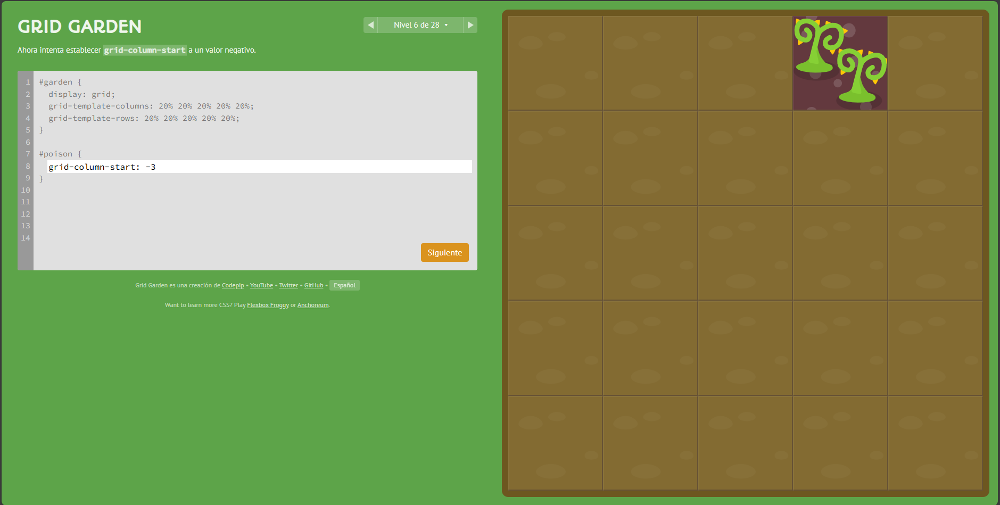 GRID GARDEN
Nivel 6 de 28
Ahora intenta establecer grid-column-start a un valor negativo.
1 #garden {
2 display: grid;
3 grid-template-columns: 20% 20% 20% 20% 20%;
4 grid-template-rows: 20% 20% 20% 20% 20%;
5 }
6
7 #poison {
8 grid-column-start: -3
9 }
10
11
12
13
14
Siguiente
Grid Garden es una creación de Codepip • YouTube • Twitter • GitHub • Español
Want to learn more CSS? Play Flexbox Froggy or Anchoreum.